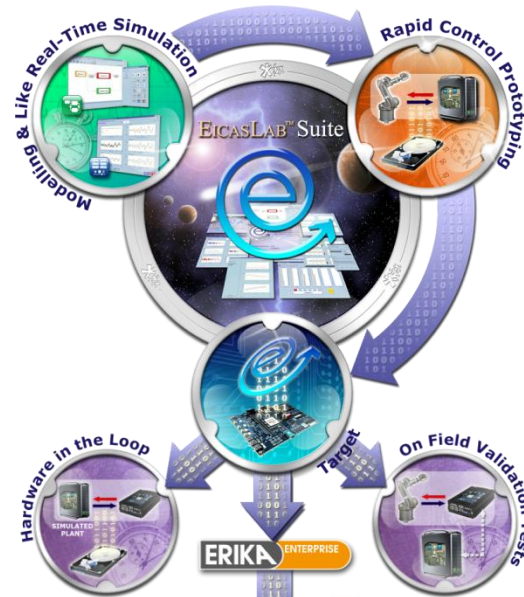 Modelling & Like Real-Time Simulation
Rapid Control Prototyping
EICASLAB™ Suite
Hardware in the Loop
Target
On Field Validation Tests
SIMULATED
PLANT
ERIKA ENTERPRISE